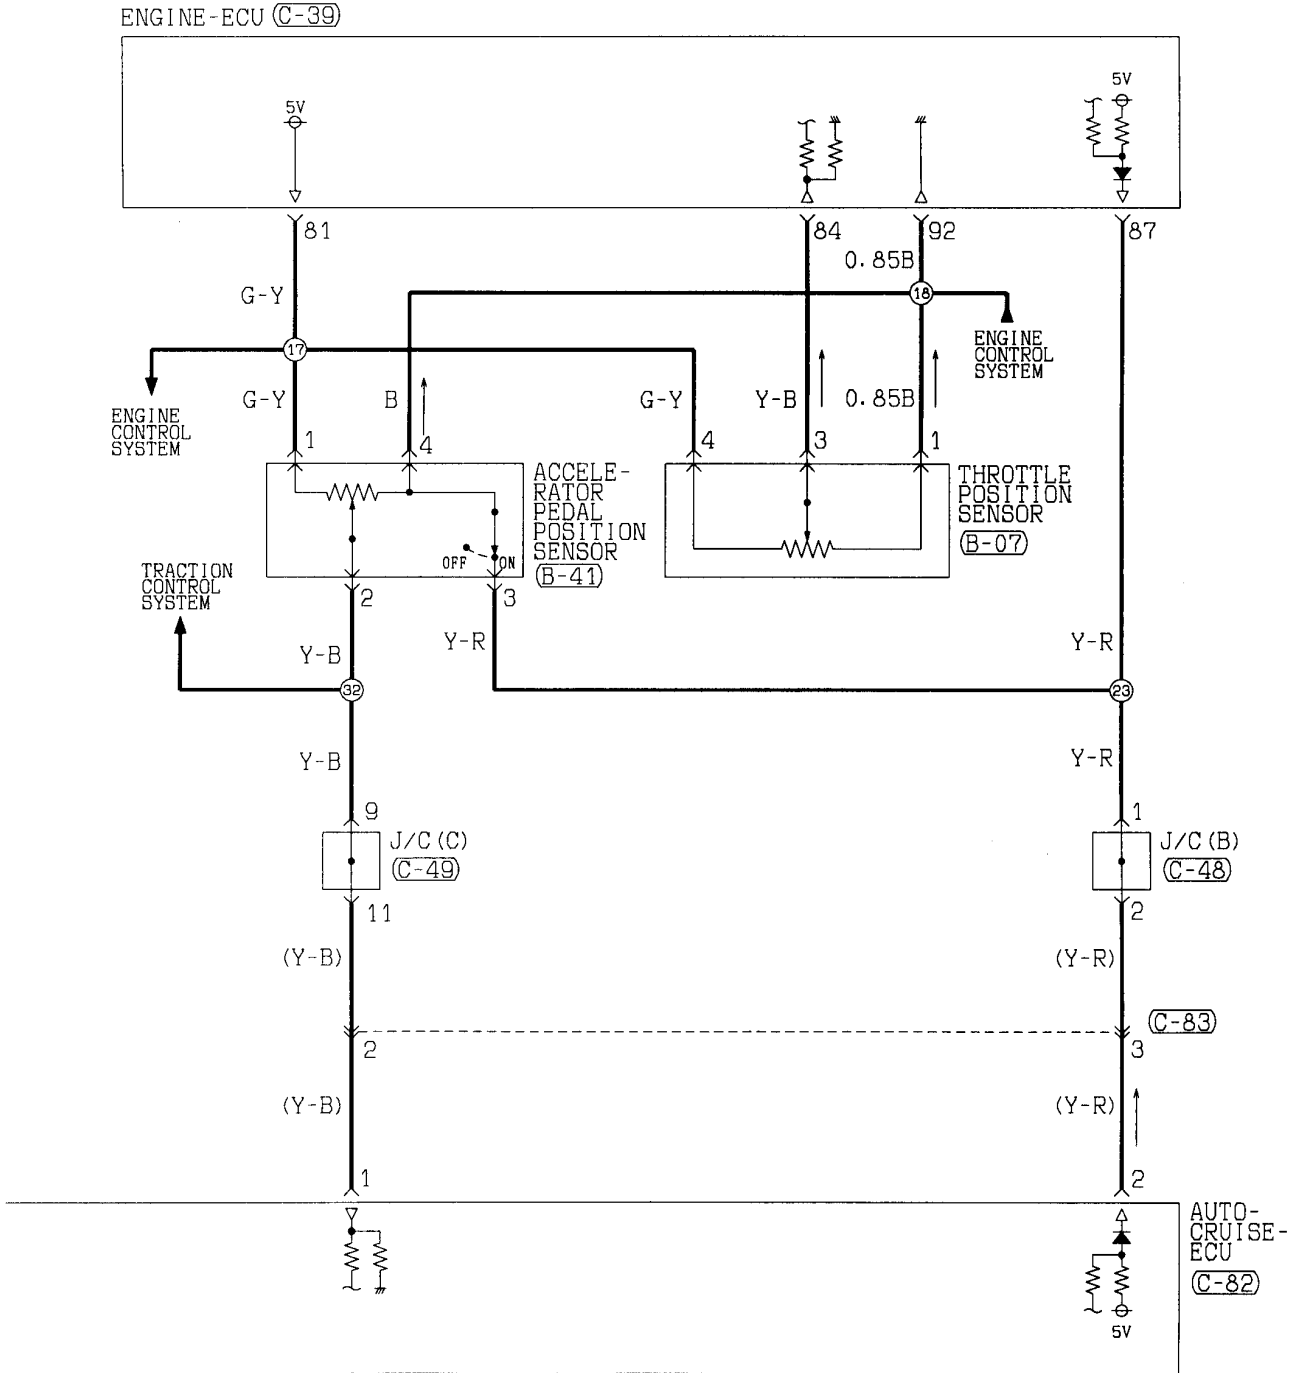 ENGINE-ECU (C-39)
5V
5V
81
84
92
87
0.85B
G-Y
18
17
ENGINE
CONTROL
SYSTEM
G-Y
B
G-Y
Y-B
0.85B
ENGINE
CONTROL
SYSTEM
1
4
4
3
1
ACCELE-
RATOR
PEDAL
POSITION
SENSOR
(B-41)
THROTTLE
POSITION
SENSOR
(B-07)
OFF
ON
TRACTION
CONTROL
SYSTEM
2
3
Y-B
Y-R
Y-R
32
23
Y-B
Y-R
9
1
J/C(C)
(C-49)
J/C(B)
(C-48)
11
2
(Y-B)
(Y-R)
(C-83)
2
3
(Y-B)
(Y-R)
1
2
AUTO-
CRUISE-
ECU
(C-82)
5V